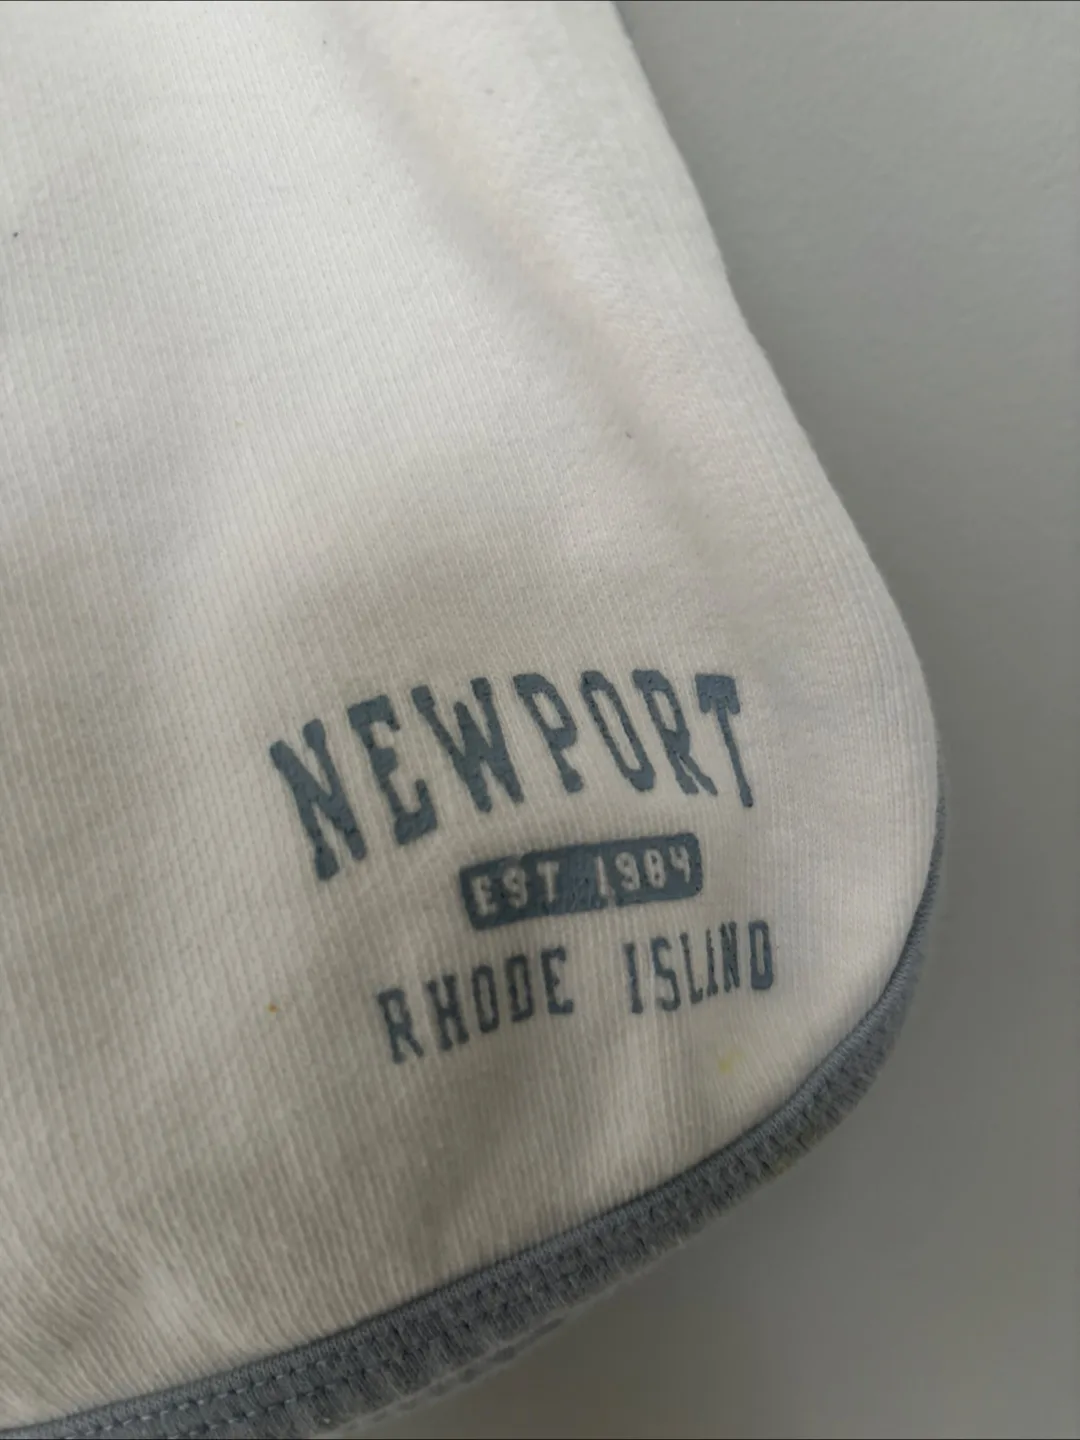 NEWPORT
EST 1984
RHODE ISLAND